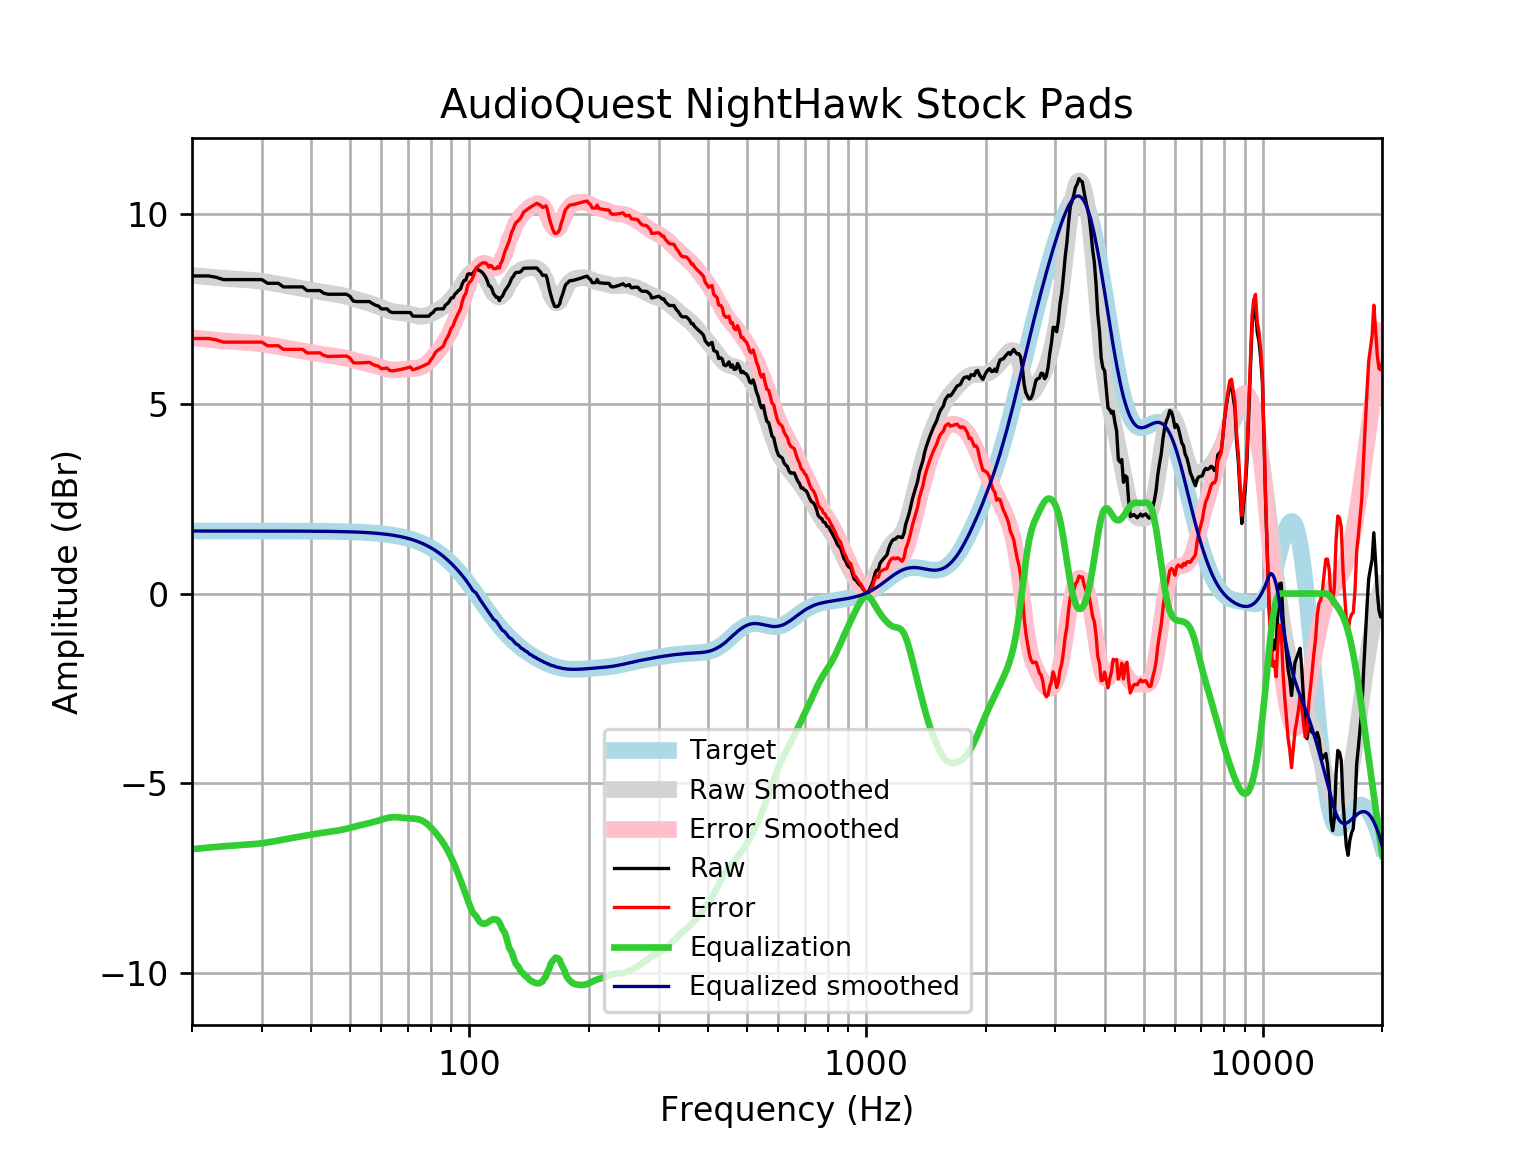 AudioQuest NightHawk Stock Pads
10
5
0
−5
−10
Amplitude (dBr)
Target
Raw Smoothed
Error Smoothed
Raw
Error
Equalization
Equalized smoothed
100
1000
10000
Frequency (Hz)